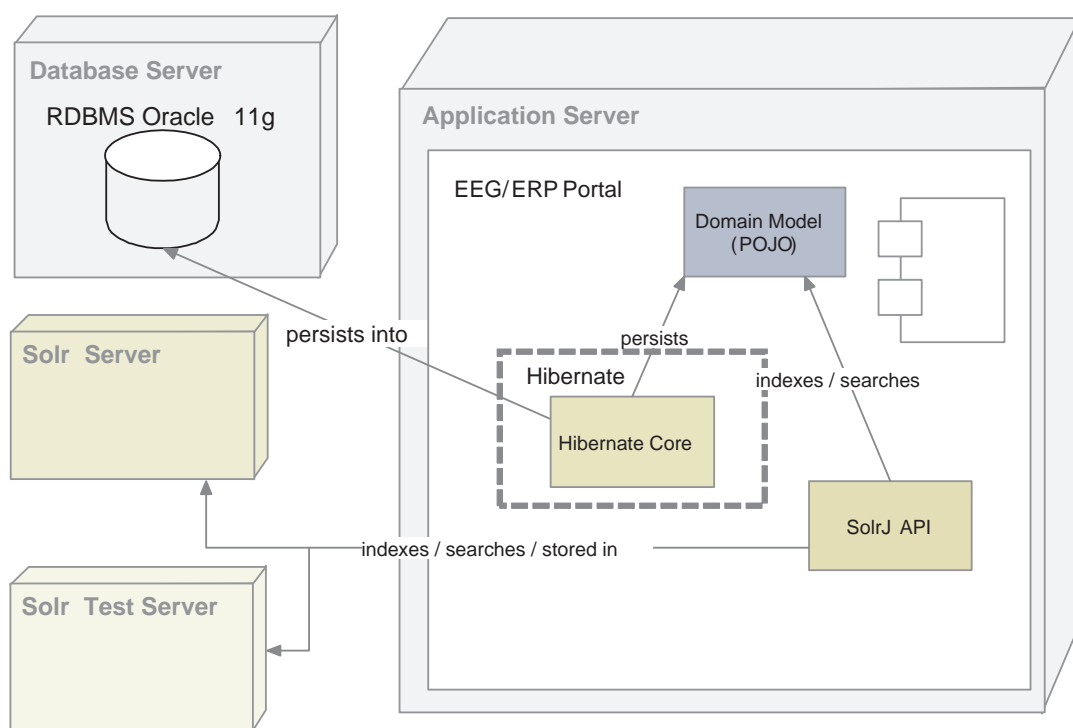 Database Server
RDBMS Oracle 11g
Application Server
EEG/ERP Portal
Domain Model
(POJO)
persists into
persists
Solr Server
Hibernate
indexes / searches
Hibernate Core
SolrJ API
indexes / searches / stored in
Solr Test Server